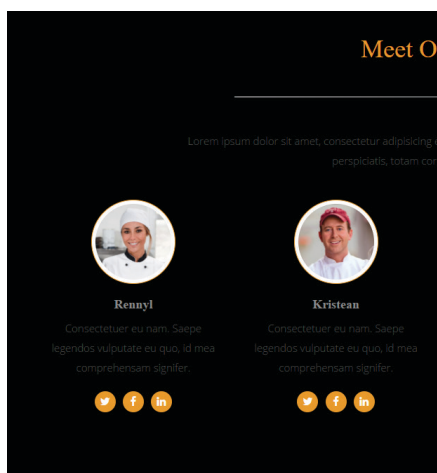 Meet O
Lorem ipsum dolor sit amet, consectetur adipisicing
perspiciatis, totam cor
Rennyl
Consectetuer eu nam. Saepe
legendos vulputate eu quo, id mea
comprehensam signifer.
Kristean
Consectetuer eu nam. Saepe
legendos vulputate eu quo, id mea
comprehensam signifer.